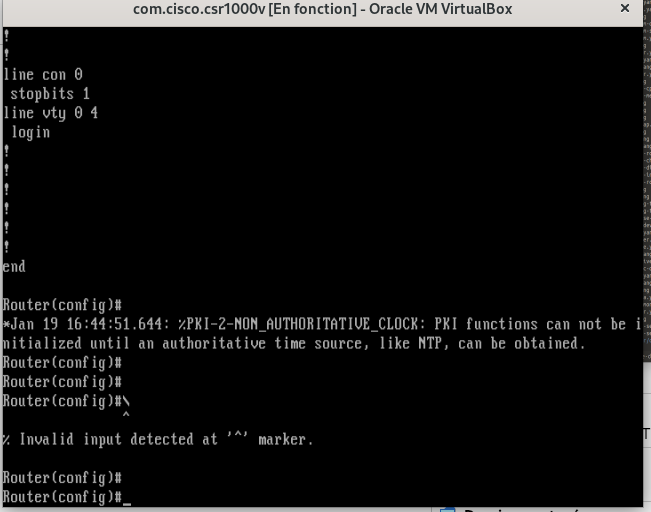 com.cisco.csr1000v [En fonction] - Oracle VM VirtualBox
×
!
!
line con 0
 stopbits 1
line vty 0 4
 login
!
!
!
!
!
!
end
Router(config)#
*Jan 19 16:44:51.644: %PKI-2-NON_AUTHORITATIVE_CLOCK: PKI functions can not be i
nitialized until an authoritative time source, like NTP, can be obtained.
Router(config)#
Router(config)#
Router(config)#\
^
% Invalid input detected at '^' marker.
Router(config)#
Router(config)#_